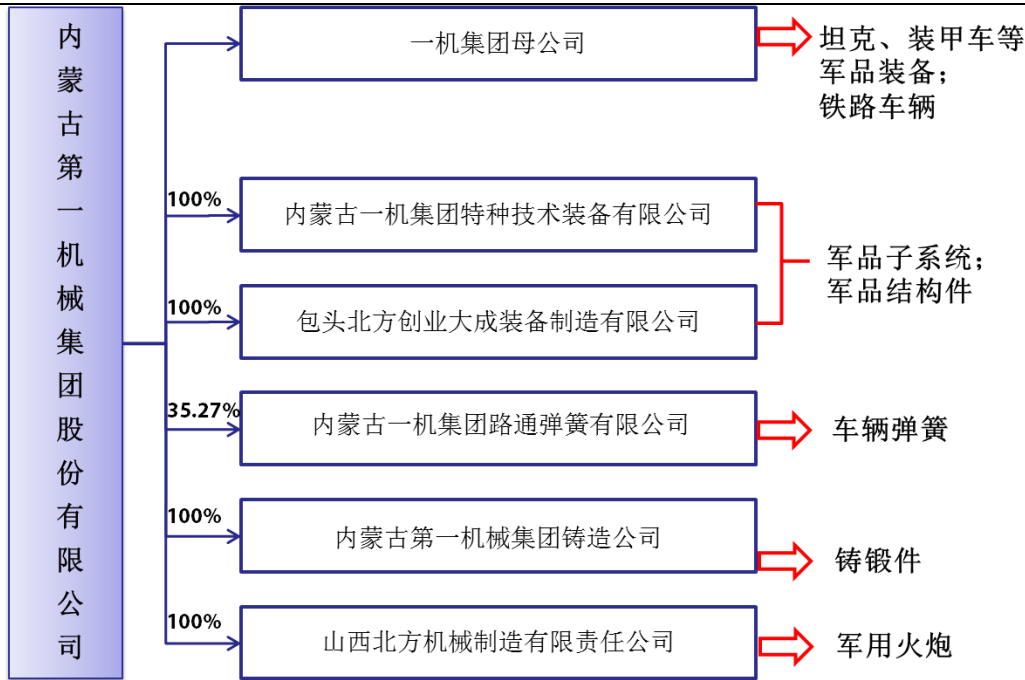 内蒙古第一机械集团股份有限公司
一机集团母公司
坦克、装甲车等
军品装备；
铁路车辆
100%
内蒙古一机集团特种技术装备有限公司
军品子系统；
军品结构件
100%
包头北方创业大成装备制造有限公司
35.27%
内蒙古一机集团路通弹簧有限公司
车辆弹簧
100%
内蒙古第一机械集团铸造公司
铸锻件
100%
山西北方机械制造有限责任公司
军用火炮